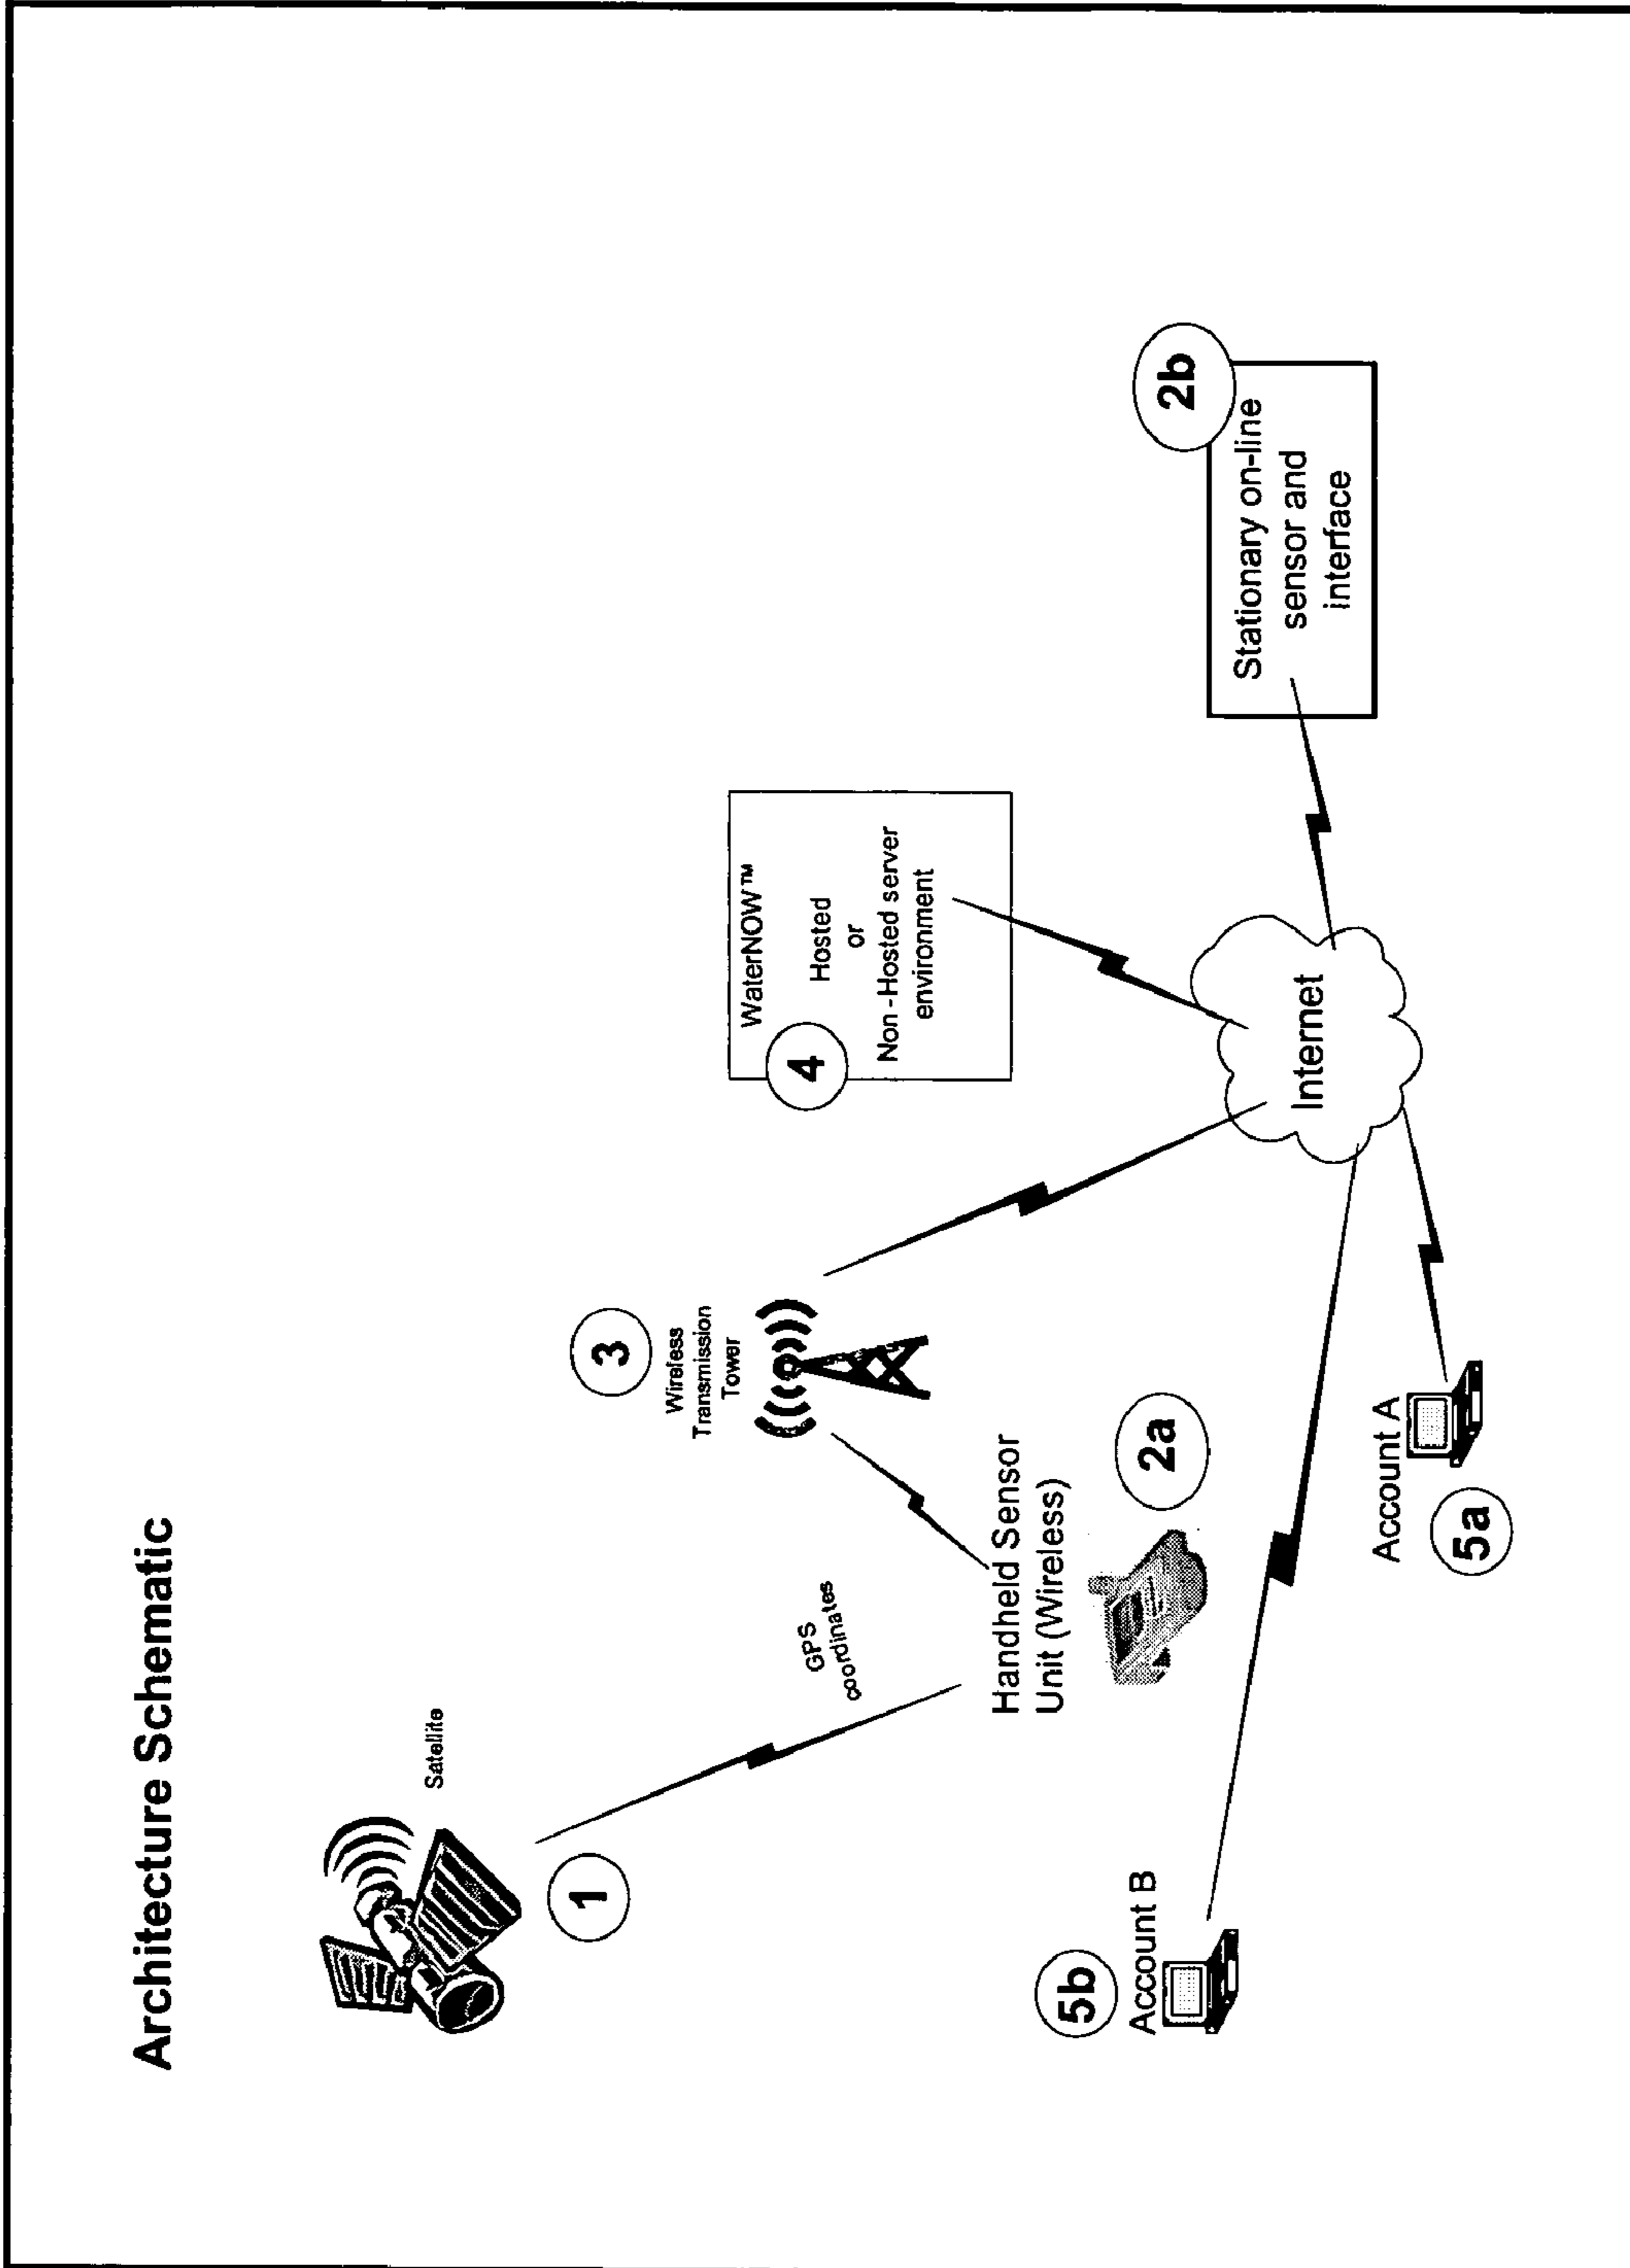 Architecture Schematic
Satellite
1
GPS
coordinates
3
Wireless
Transmission
Tower
WaterNOW™
4
Hosted
or
Non -Hosted server
environment
Handheld Sensor
Unit (Wireless)
2a
5b
Account B
Account A
5a
Internet
2b
Stationary on-line
sensor and
interface